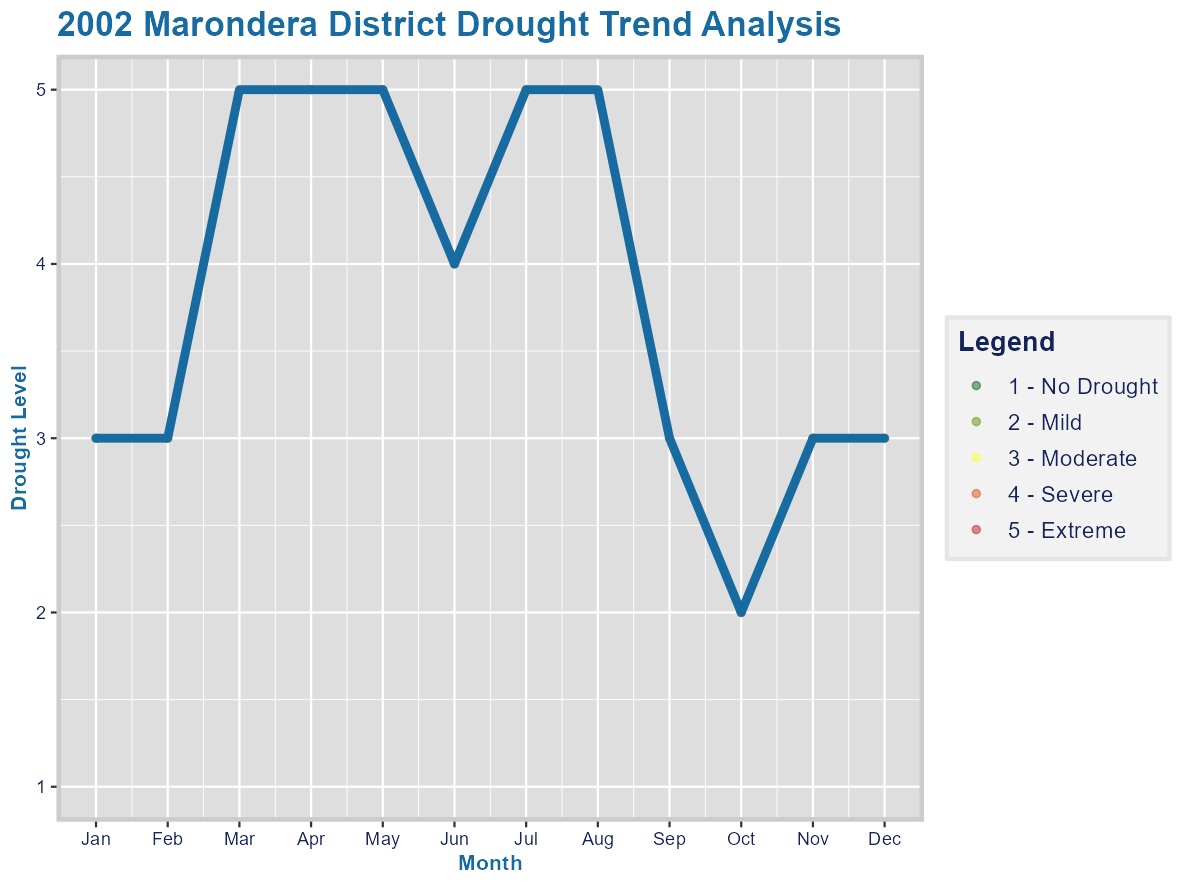 2002 Marondera District Drought Trend Analysis
5
4
3
2
1
Drought Level
Jan Feb Mar Apr May Jun Jul Aug Sep Oct Nov Dec
Month
Legend
1 - No Drought
2 - Mild
3 - Moderate
4 - Severe
5 - Extreme